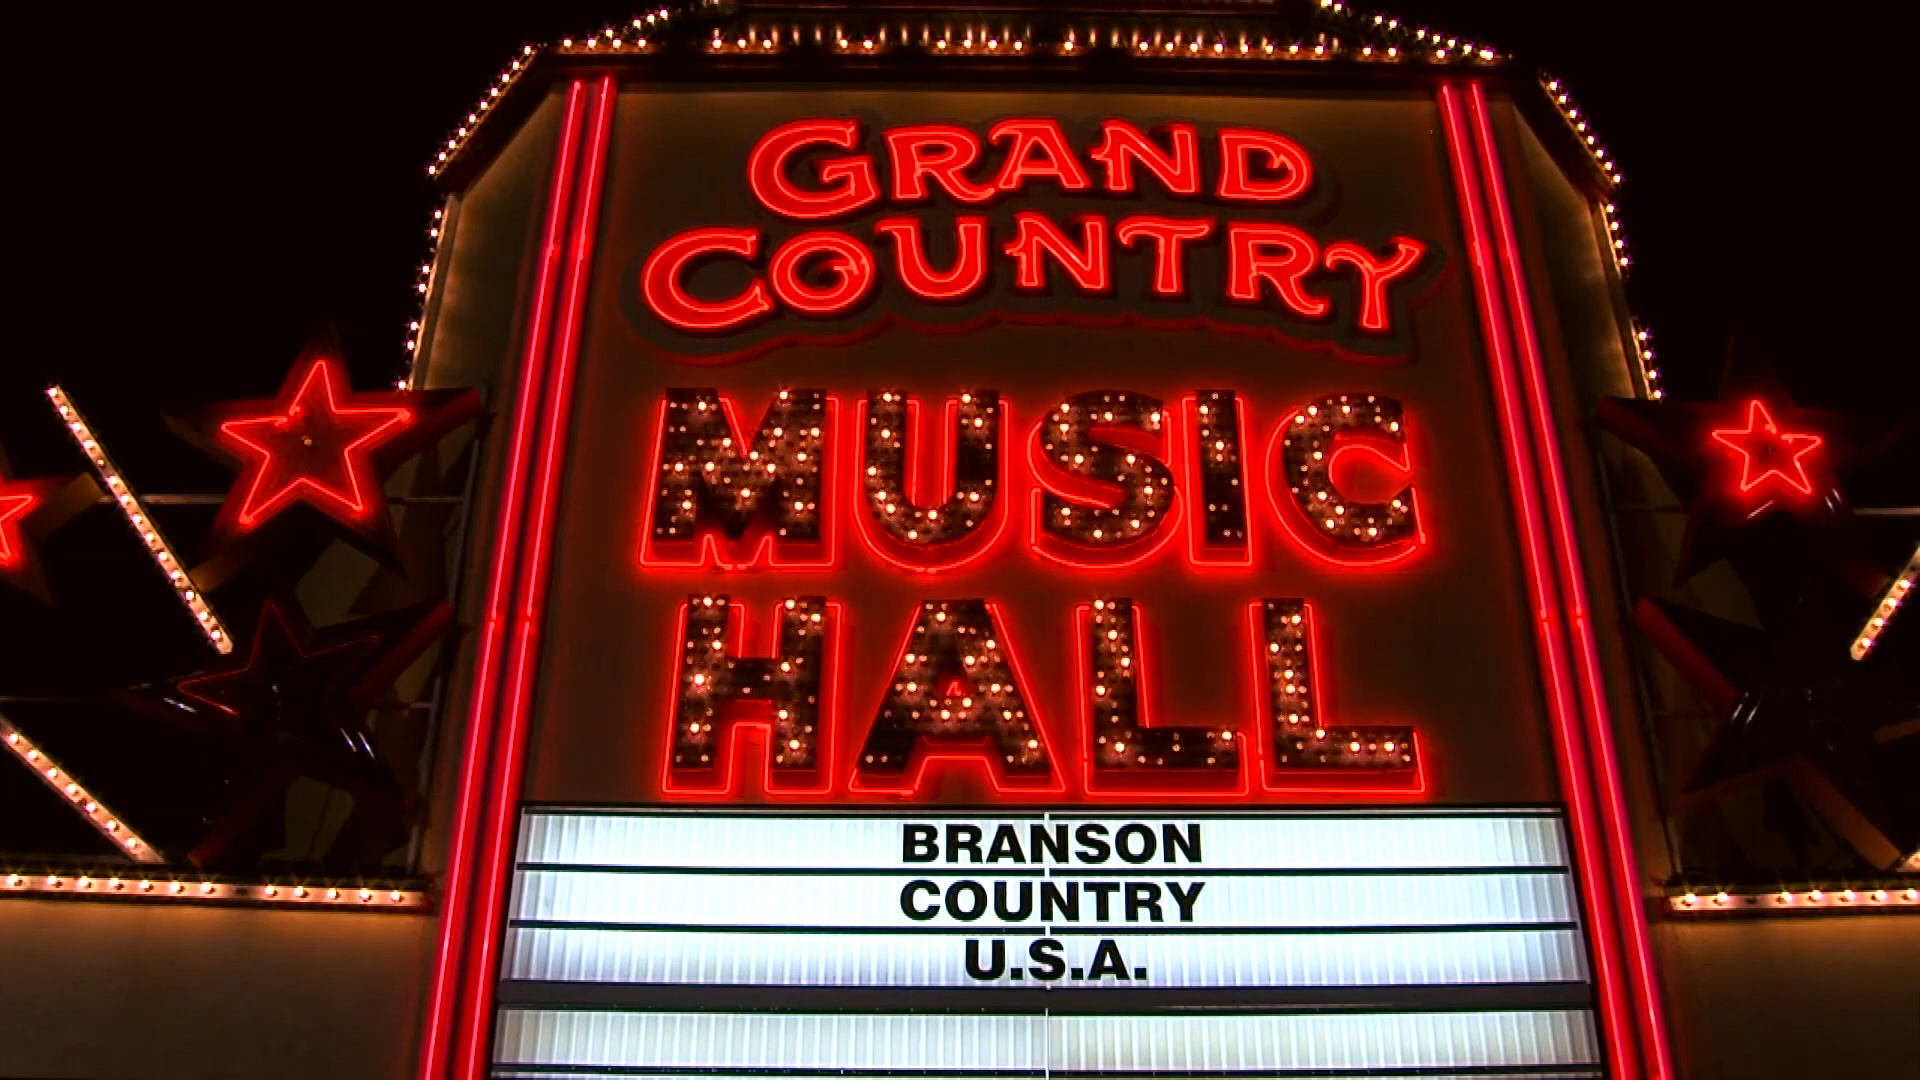 GRAND
COUNTRY
MUSIC
HALL
BRANSON
COUNTRY
U.S.A.